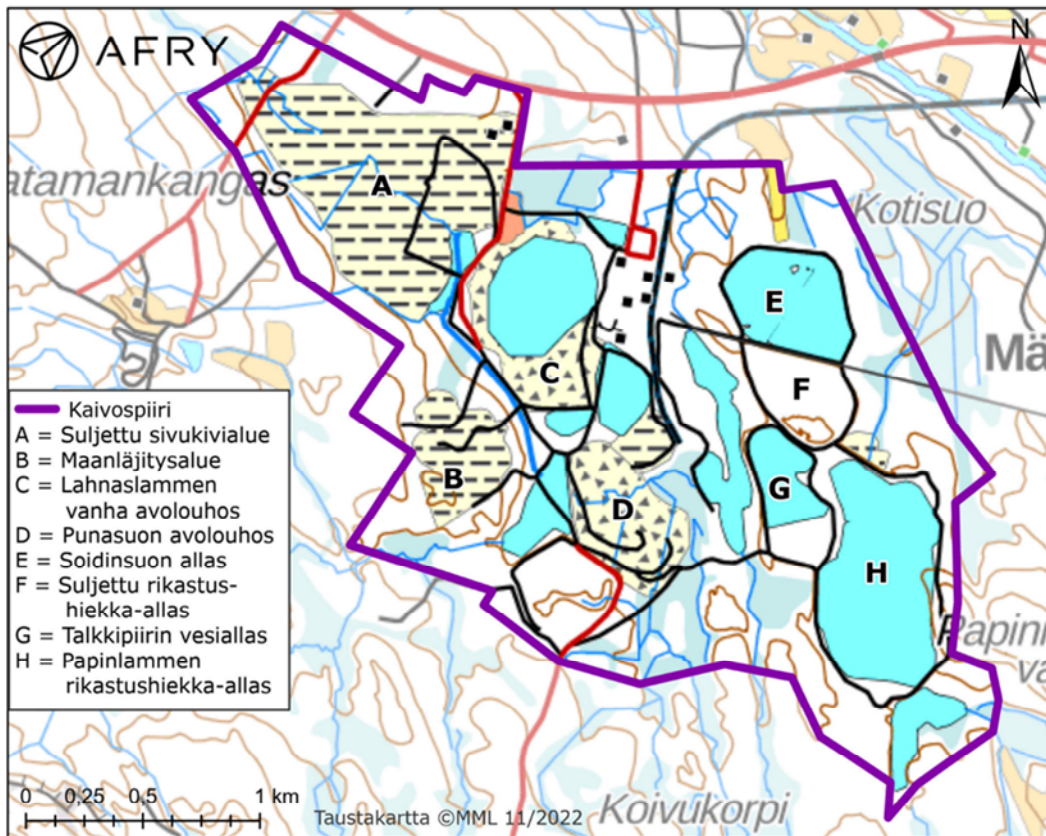 AFRY
N
atamankangas
A
Kotisuo
E
Mä
C
F
B
G
D
H
Papin
va
Koivukorpi
Kaivospiiri
A = Suljettu sivukivialue
B = Maanläjitysalue
C = Lahnaslammen
vanha avolouhos
D = Punasuon avolouhos
E = Soidinsuon allas
F = Suljettu rikastus-
hiekka-allas
G = Talkkipiirin vesiallas
H = Papinlammen
rikastushiekka-allas
0 0,25 0,5 1 km
Taustakartta ©MML 11/2022